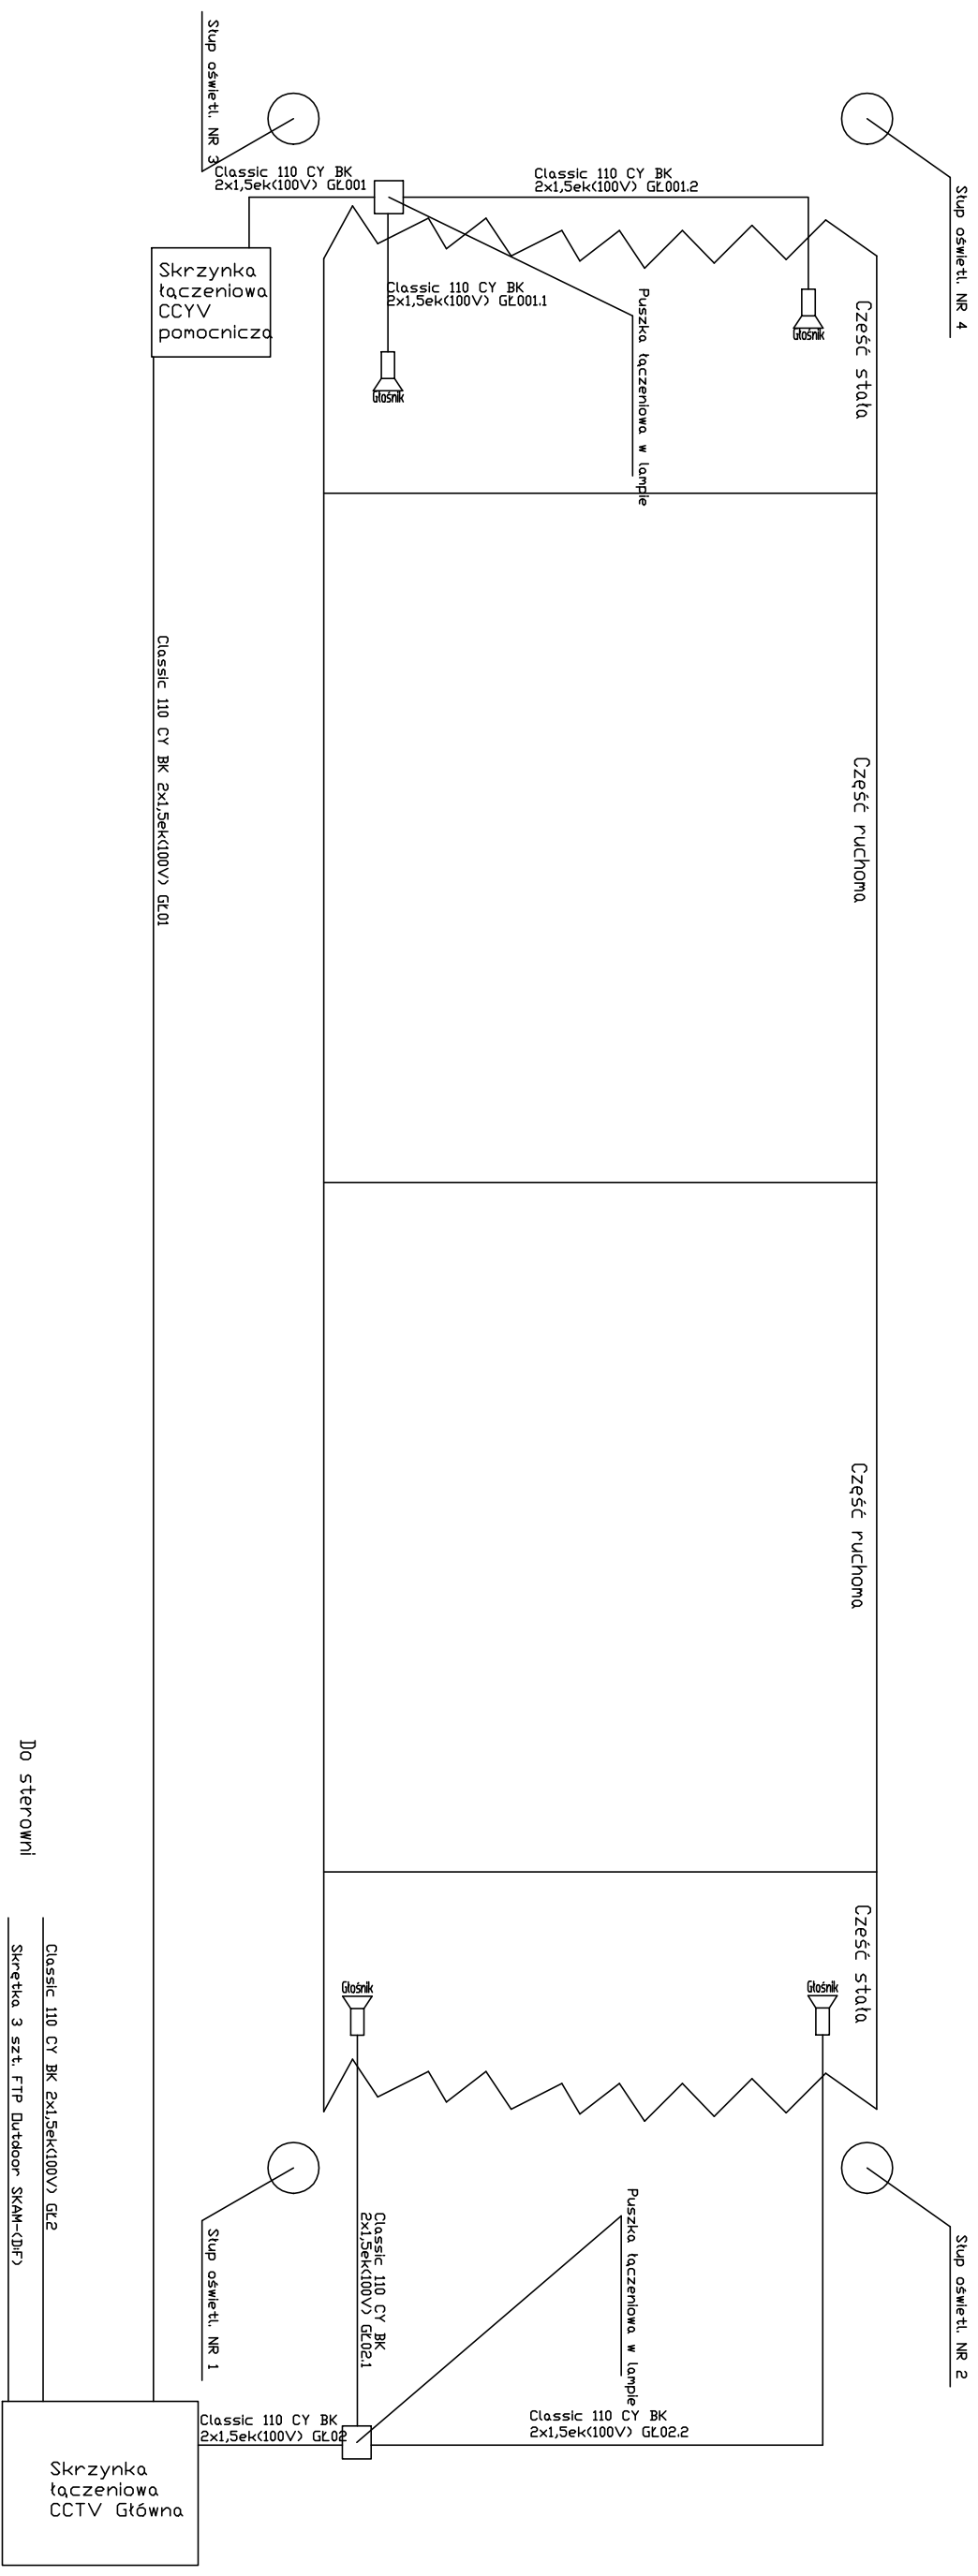 Słup oświetl. NR 3
Słup oświetl. NR 4
Classic 110 CY BK
2x1,5ek(100V) GŁ001
Classic 110 CY BK
2x1,5ek(100V) GŁ001.2
Skrzynka
łączeniowa
CCYV
pomocnicza
Classic 110 CY BK
2x1,5ek(100V) GŁ001.1
Puszka łączeniowa w lampie
Głośnik
Głośnik
Cześć stała
Classic 110 CY BK 2x1,5ek(100V) GŁ01
Część ruchoma
Część ruchoma
Do sterowni
Classic 110 CY BK 2x1,5ek(100V) GŁ2
Skrętka 3 szt. FTP Outdoor SKAM-(D:F)
Cześć stała
Głośnik
Głośnik
Słup oświetl. NR 1
Słup oświetl. NR 2
Classic 110 CY BK
2x1,5ek(100V) GŁ02.1
Puszka łączeniowa w lampie
Classic 110 CY BK
2x1,5ek(100V) GŁ02
Classic 110 CY BK
2x1,5ek(100V) GŁ02.2
Skrzynka
łączeniowa
CCTV Główna